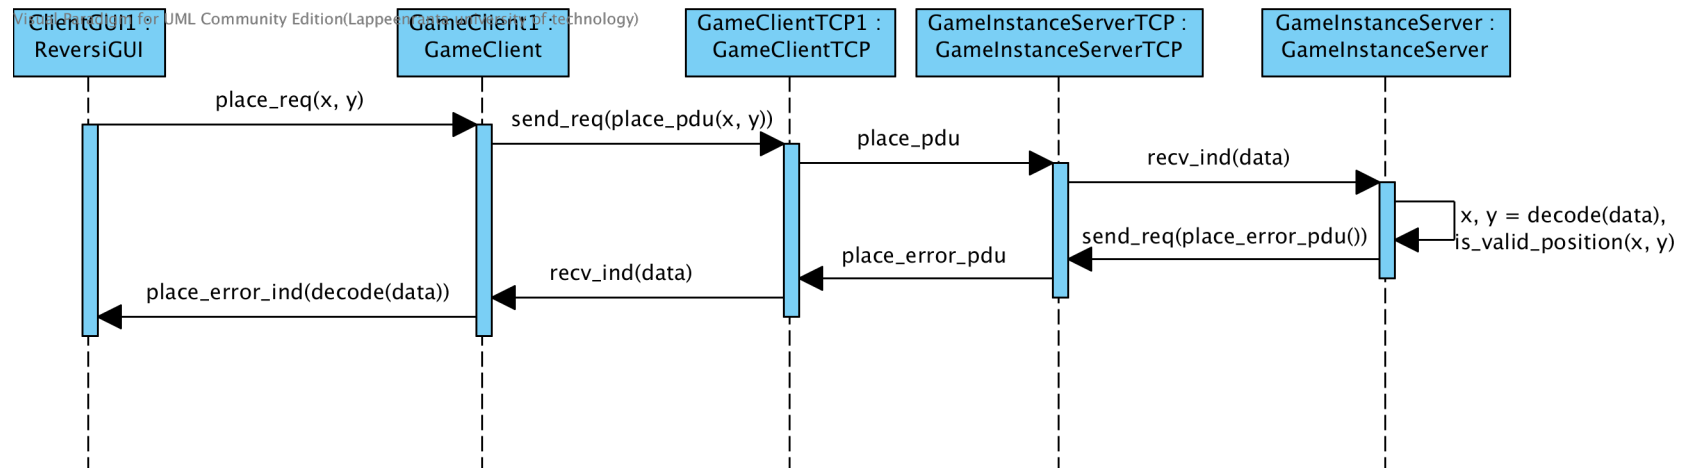 Visual Paradigm for UML Community Edition(Lappeenranta university of technology)
ClientGUI1 :
ReversiGUI
GameClient1 :
GameClient
GameClientTCP1 :
GameClientTCP
GameInstanceServerTCP :
GameInstanceServerTCP
GameInstanceServer :
GameInstanceServer
place_req(x, y)
send_req(place_pdu(x, y))
place_pdu
recv_ind(data)
x, y = decode(data),
is_valid_position(x, y)
send_req(place_error_pdu())
place_error_pdu
recv_ind(data)
place_error_ind(decode(data))